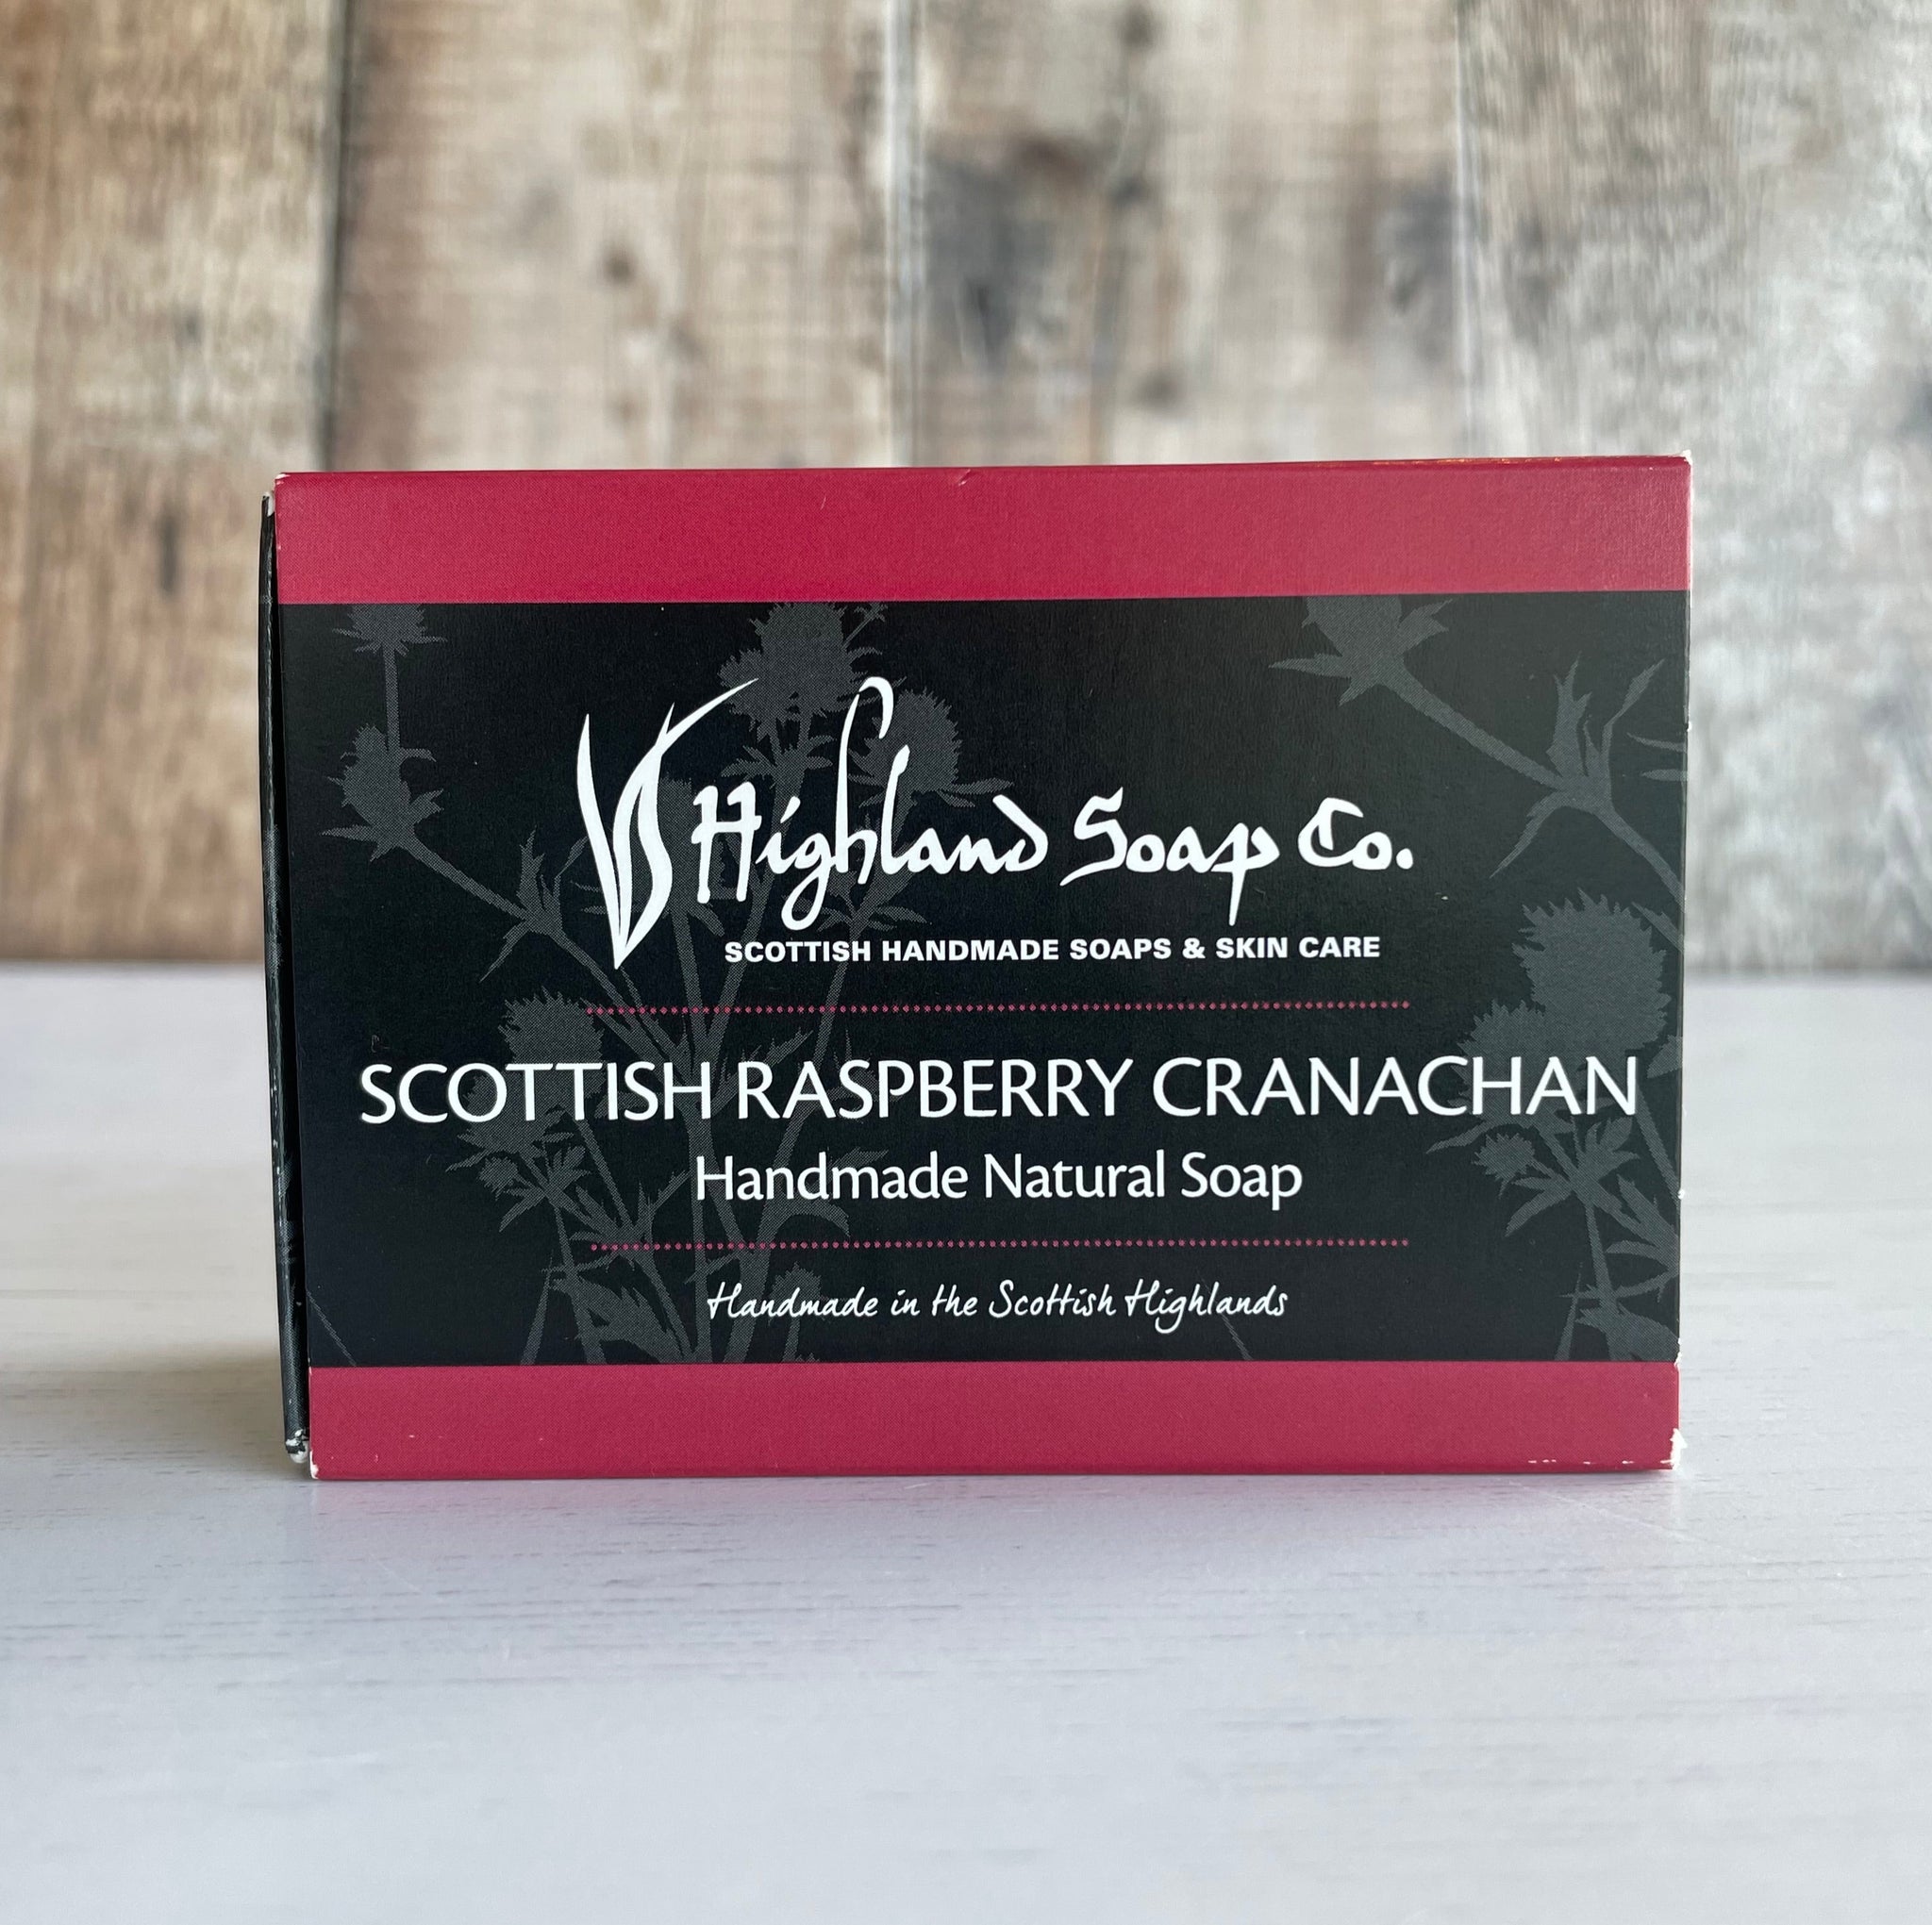 Highland Soap Co.
SCOTTISH HANDMADE SOAPS & SKIN CARE
SCOTTISH RASPBERRY CRANACHAN
Handmade Natural Soap
Handmade in the Scottish Highlands